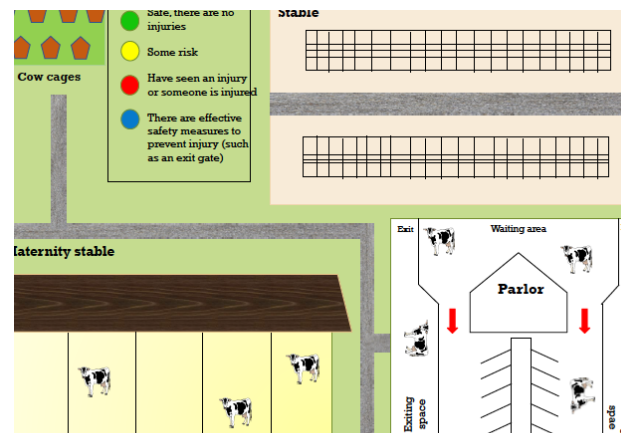 Safe, there are no
injuries
Stable
Some risk
Cow cages
Have seen an injury
or someone is injured
There are effective
safety measures to
prevent injury (such
as an exit gate)
Exit
Waiting area
Maternity stable
Parlor
Exiting
space
spae